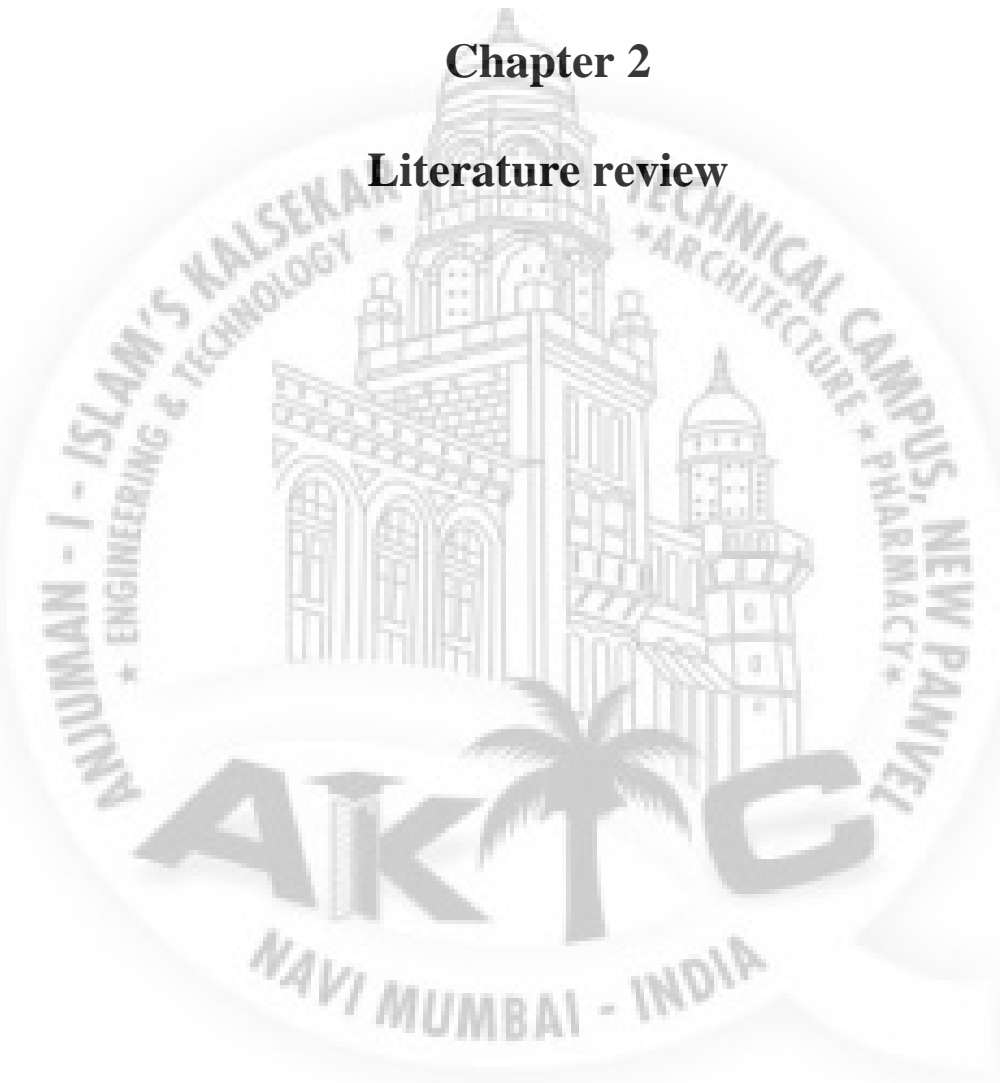 Chapter 2
Literature review
ANJUMAN - I - ISLAM'S KALSEKAR TECHNICAL CAMPUS, NEW PANVEL
* ENGINEERING & TECHNOLOGY * *ARCHITECTURE * PHARMACY*
AKTC
NAVI MUMBAI - INDIA